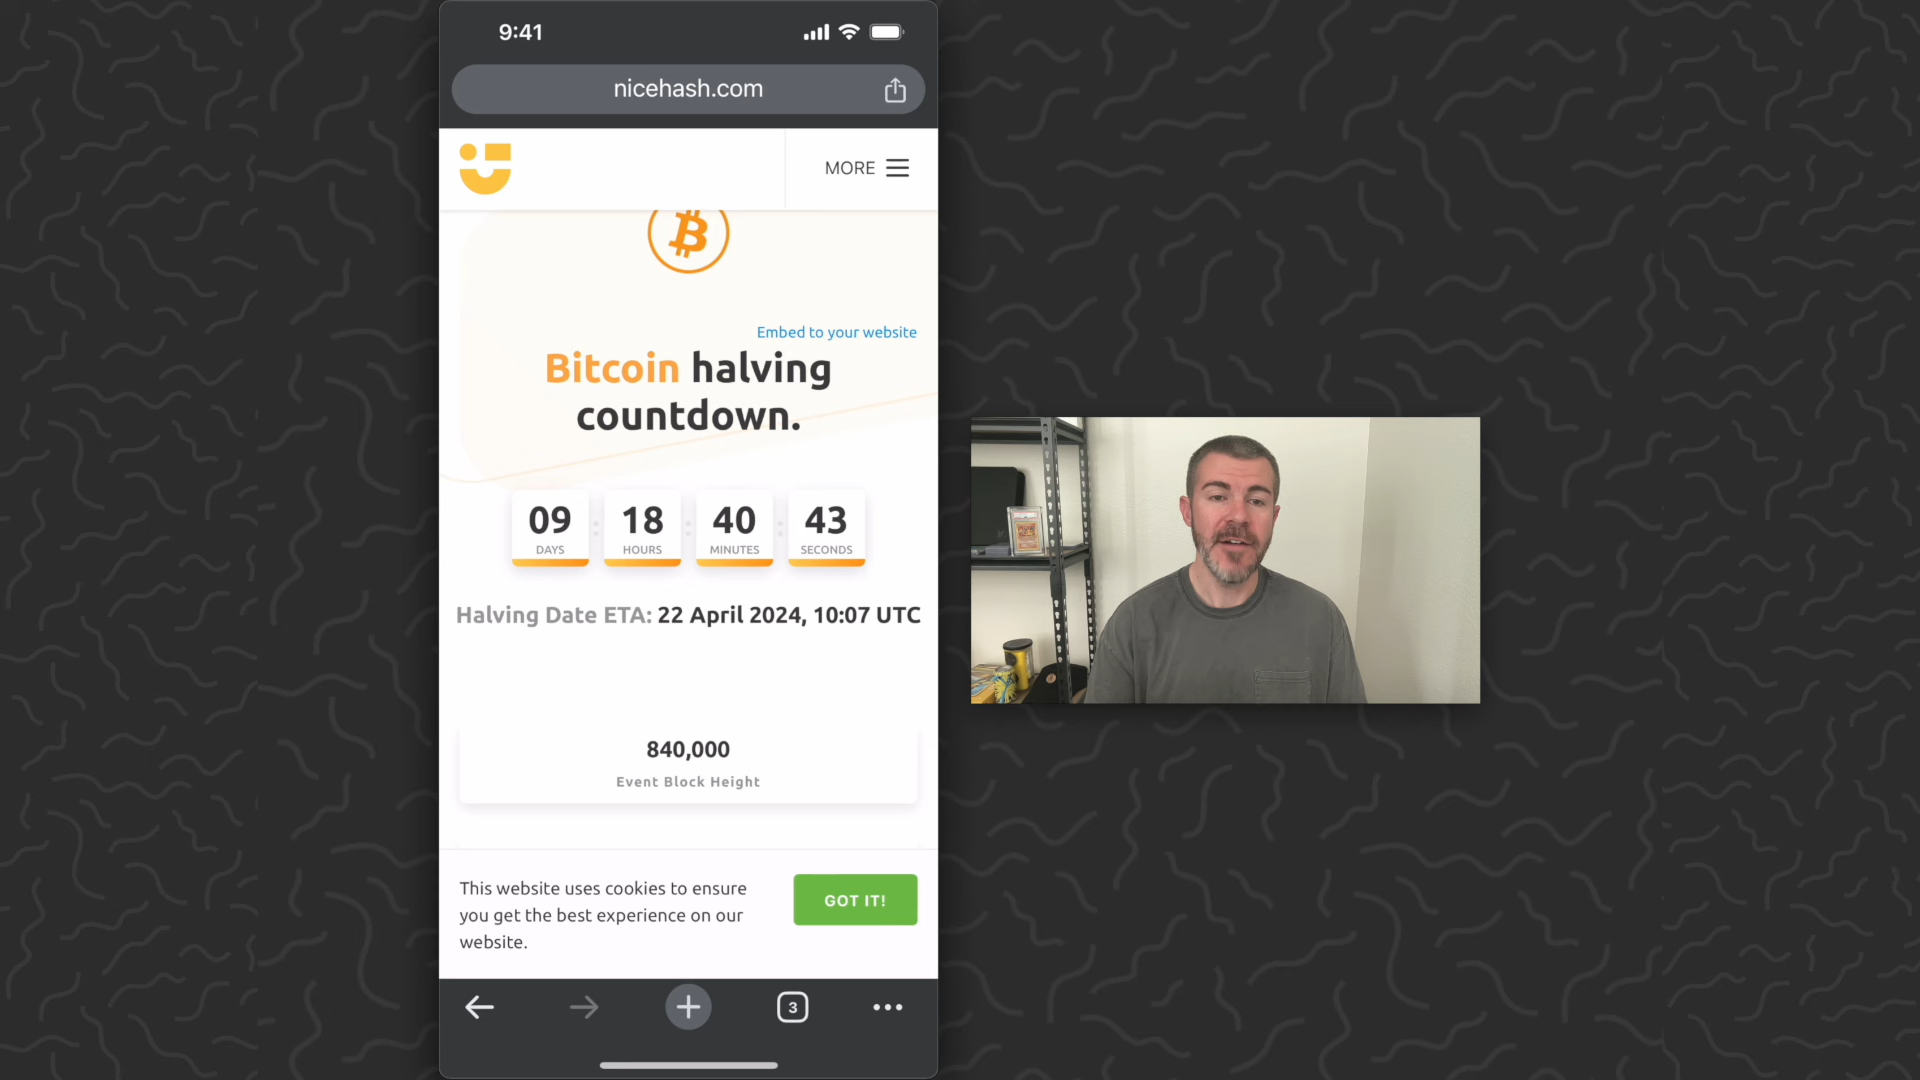 9:41
nicehash.com
MORE
Embed to your website
Bitcoin halving
countdown.
09 18 40 43
DAYS HOURS MINUTES SECONDS
Halving Date ETA: 22 April 2024, 10:07 UTC
840,000
Event Block Height
This website uses cookies to ensure
you get the best experience on our
website.
GOT IT!
3